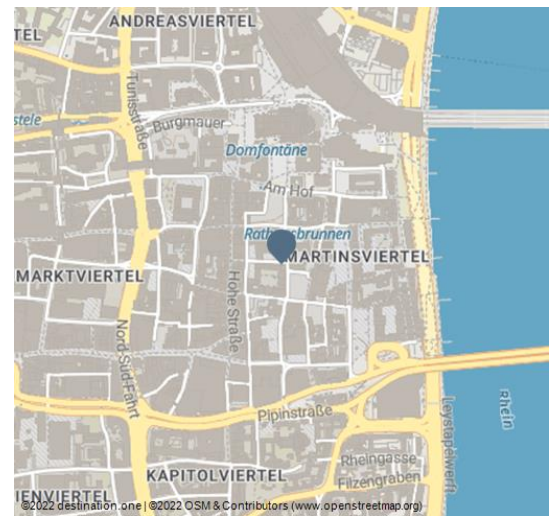 ANDREASVIERTEL
TEL
Tunisstraße
Burgmauer
stele
Domfontäne
Am Hof
MARTINSVIERTEL
MARKTVIERTEL
Hohe Straße
Nord-Süd-Fahrt
Pipinstraße
Leystapelwerft
Rhein
Rheingasse
Filzengraben
KAPITOLVIERTEL
IENVIERTEL
©2022 destination.one | ©2022 OSM & Contributors (www.openstreetmap.org)